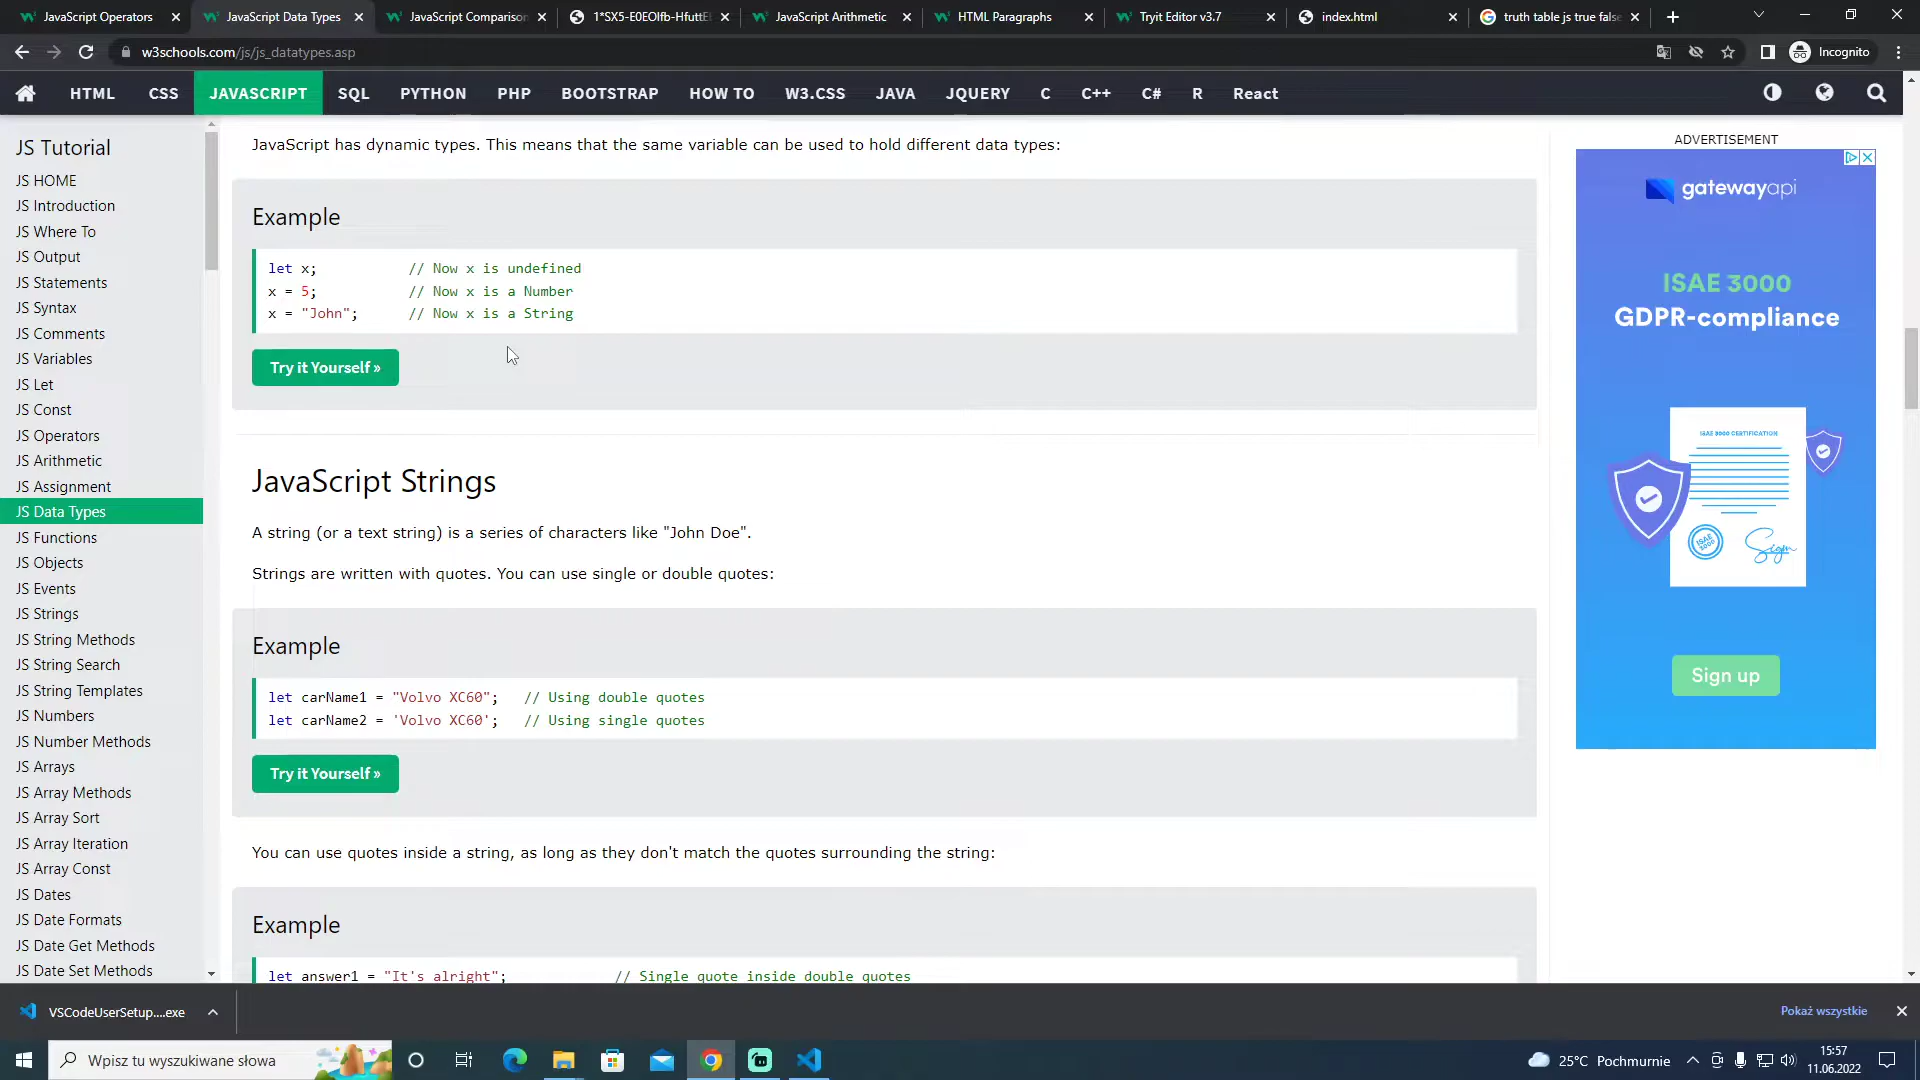 JavaScript Operators
JavaScript Data Types
JavaScript Comparison
1*SX5-E0EOIfb-HfuttE
JavaScript Arithmetic
HTML Paragraphs
Tryit Editor v3.7
index.html
truth table js true false
w3schools.com/js/js_datatypes.asp
Incognito
HTML
CSS
JAVASCRIPT
SQL
PYTHON
PHP
BOOTSTRAP
HOW TO
W3.CSS
JAVA
JQUERY
C
C++
C#
R
React
JS Tutorial
JS HOME
JS Introduction
JS Where To
JS Output
JS Statements
JS Syntax
JS Comments
JS Variables
JS Let
JS Const
JS Operators
JS Arithmetic
JS Assignment
JS Data Types
JS Functions
JS Objects
JS Events
JS Strings
JS String Methods
JS String Search
JS String Templates
JS Numbers
JS Number Methods
JS Arrays
JS Array Methods
JS Array Sort
JS Array Iteration
JS Array Const
JS Dates
JS Date Formats
JS Date Get Methods
JS Date Set Methods
JavaScript has dynamic types. This means that the same variable can be used to hold different data types:
Example
let x; // Now x is undefined
x = 5; // Now x is a Number
x = "John"; // Now x is a String
Try it Yourself »
JavaScript Strings
A string (or a text string) is a series of characters like "John Doe".
Strings are written with quotes. You can use single or double quotes:
Example
let carName1 = "Volvo XC60"; // Using double quotes
let carName2 = 'Volvo XC60'; // Using single quotes
Try it Yourself »
You can use quotes inside a string, as long as they don't match the quotes surrounding the string:
Example
let answer1 = "It's alright"; // Single quote inside double quotes
ADVERTISEMENT
gatewayapi
ISAE 3000
GDPR-compliance
ISAE 3000 CERTIFICATION
ISAE
3000
Sign
Sign up
VSCodeUserSetup....exe
Pokaż wszystkie
Wpisz tu wyszukiwane słowa
25°C Pochmurnie
15:57
11.06.2022